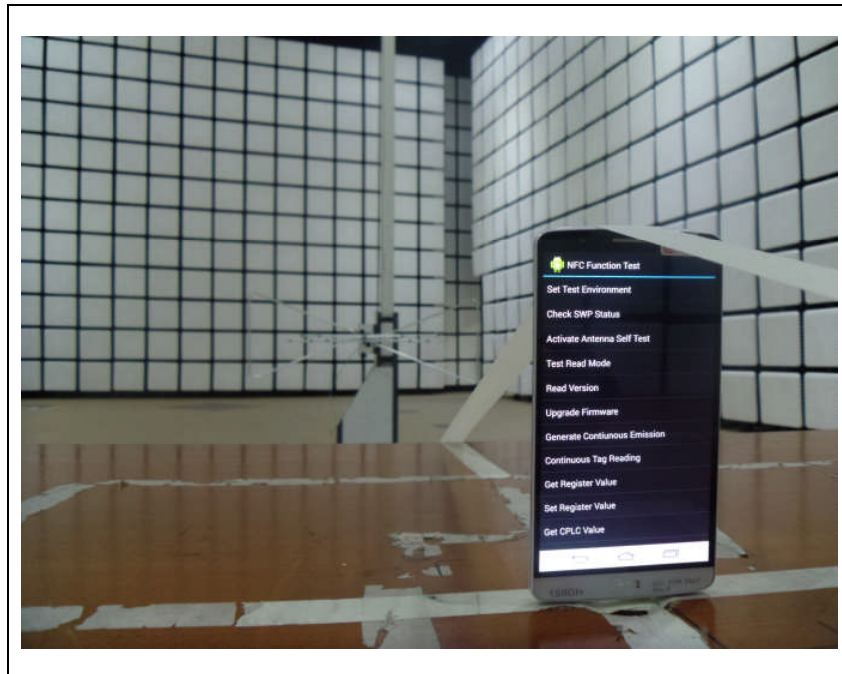 NFC Function Test
Set Test Environment
Check SWP Status
Activate Antenna Self Test
Test Read Mode
Read Version
Upgrade Firmware
Generate Contiunous Emission
Continuous Tag Reading
Get Register Value
Set Register Value
Get CPLC Value